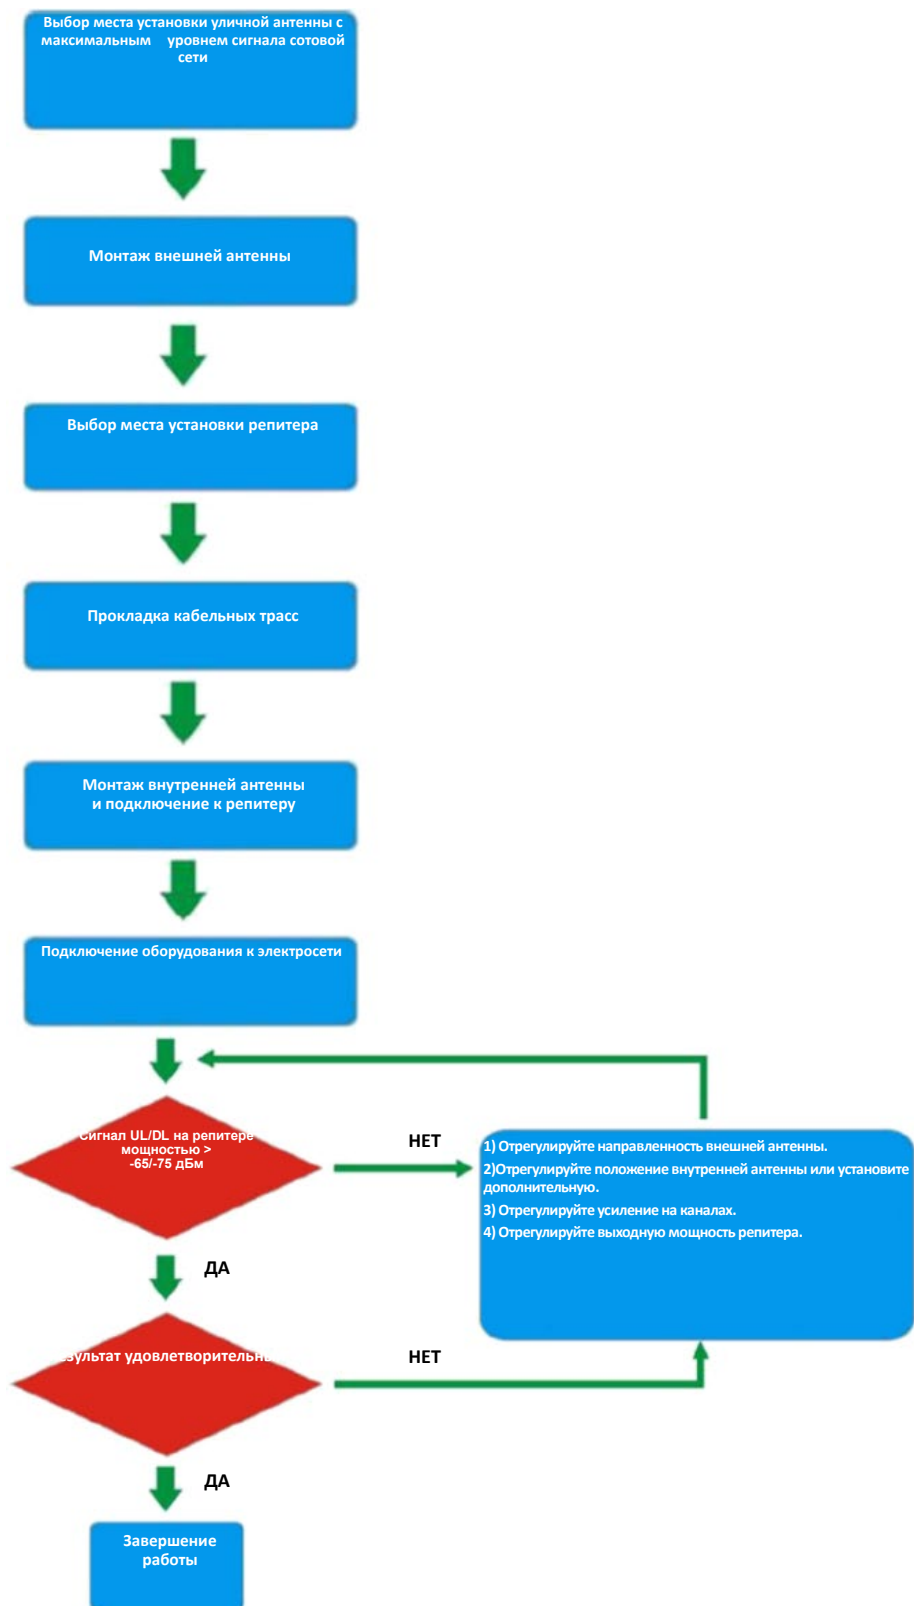 Выбор места установки уличной антенны с
максимальным уровнем сигнала сотовой
сети
Монтаж внешней антенны
Выбор места установки репитера
Прокладка кабельных трасс
Монтаж внутренней антенны
и подключение к репитеру
Подключение оборудования к электросети
Сигнал UL/DL на репитере
мощностью >
-65/-75 дБм
НЕТ
1) Отрегулируйте направленность внешней антенны.
2)Отрегулируйте положение внутренней антенны или установите
дополнительную.
3) Отрегулируйте усиление на каналах.
4) Отрегулируйте выходную мощность репитера.
ДА
удовлетворительн
НЕТ
ДА
Завершение
работы